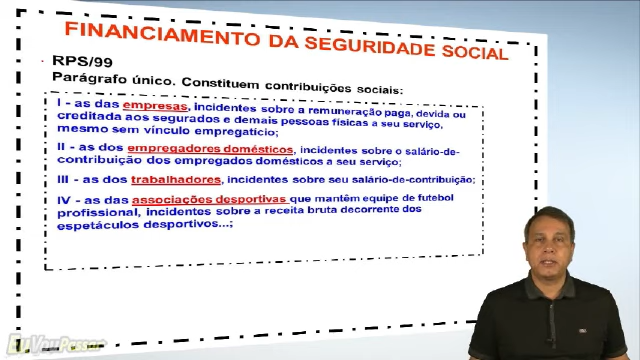 FINANCIAMENTO DA SEGURIDADE SOCIAL
RPS/99
Parágrafo único. Constituem contribuições sociais:
I - as das empresas, incidentes sobre a remuneração paga, devida ou
creditada aos segurados e demais pessoas físicas a seu serviço,
mesmo sem vínculo empregatício;
II - as dos empregadores domésticos, incidentes sobre o salário-de-
contribuição dos empregados domésticos a seu serviço;
III - as dos trabalhadores, incidentes sobre seu salário-de-contribuição;
IV - as das associações desportivas que mantêm equipe de futebol
profissional, incidentes sobre a receita bruta decorrente dos
espetáculos desportivos...;
EuVouPassar